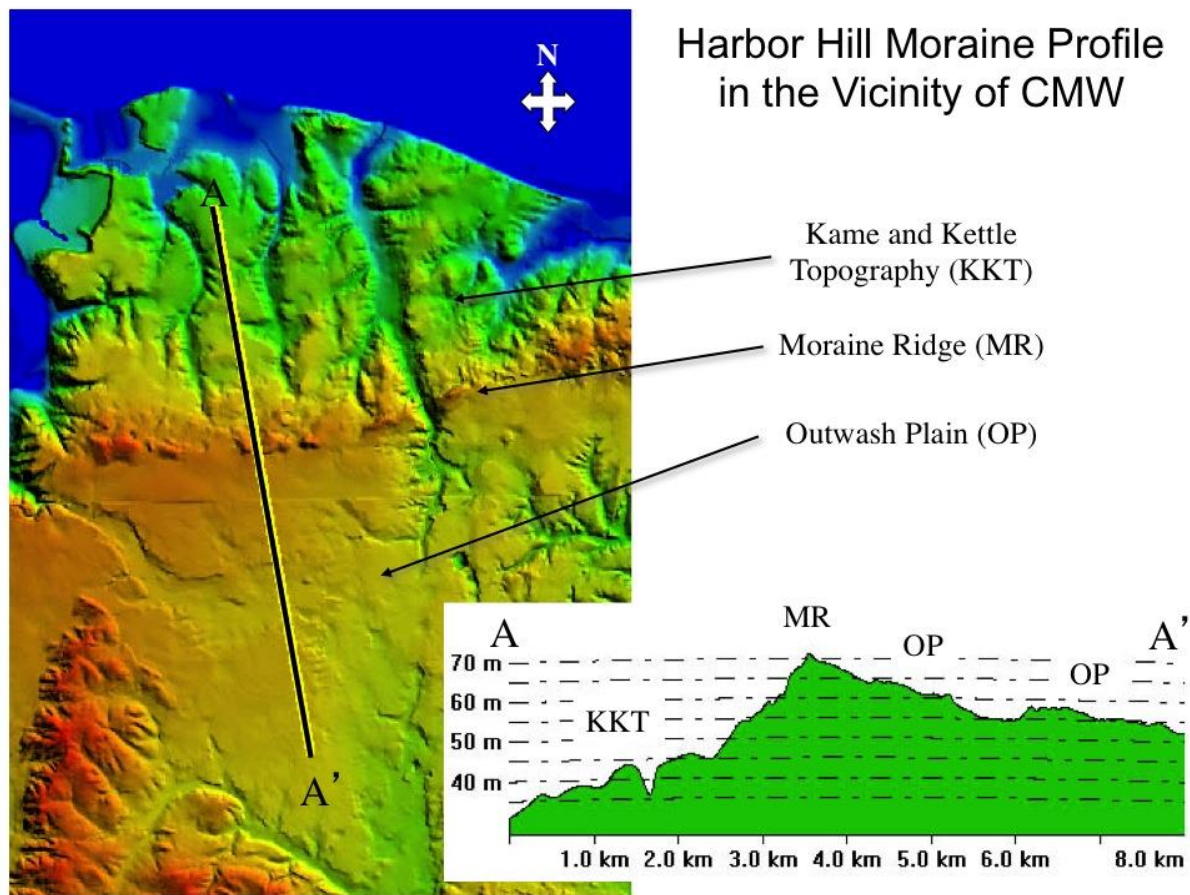 Harbor Hill Moraine Profile
in the Vicinity of CMW
N
A
Kame and Kettle
Topography (KKT)
Moraine Ridge (MR)
Outwash Plain (OP)
A'
A
MR
OP
OP
A'
KKT
70 m
60 m
50 m
40 m
1.0 km 2.0 km 3.0 km 4.0 km 5.0 km 6.0 km 8.0 km